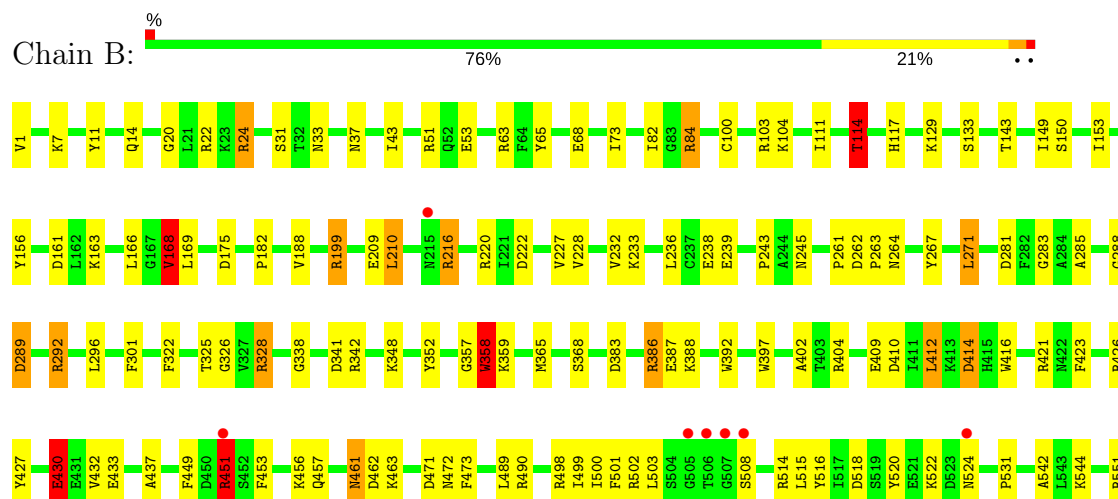 %
Chain B:
76% 21% • •
V1 K7 Y11 Q14 G20 L21 R22 K23 R24 S31 T32 N33 N37 I43 R51 Q52 E53 R63 F64 Y65 E68 I73 I82 G83 R84 C100 R103 K104 I111 T114 H117 K129 S133 T143 I149 S150 I153
Y156 D161 L162 K163 L166 G167 V168 L169 D175 P182 V188 R199 E209 L210 N215 R216 R220 I221 D222 V227 V228 V232 K233 L236 C237 E238 E239 P243 A244 N245 P261 D262 P263 N264 Y267 L271 D281 F282 G283 A284 A285 G288
D289 R292 L296 F301 F322 T325 G326 V327 R328 G338 D341 R342 K348 Y352 G357 W358 K359 M365 S368 D383 R386 E387 K388 W392 W397 A402 T403 R404 E409 D410 I411 L412 K413 D414 H415 W416 R421 N422 F423 R426
Y427 E430 E431 V432 E433 A437 F449 D450 R451 S452 F453 K456 Q457 N461 D462 K463 D471 N472 F473 L489 R490 R498 I499 I500 F501 R502 L503 S504 G505 T506 G507 S508 R514 L515 Y516 I517 D518 S519 Y520 E521 K522 D523 N524 P531 A542 L543 K544